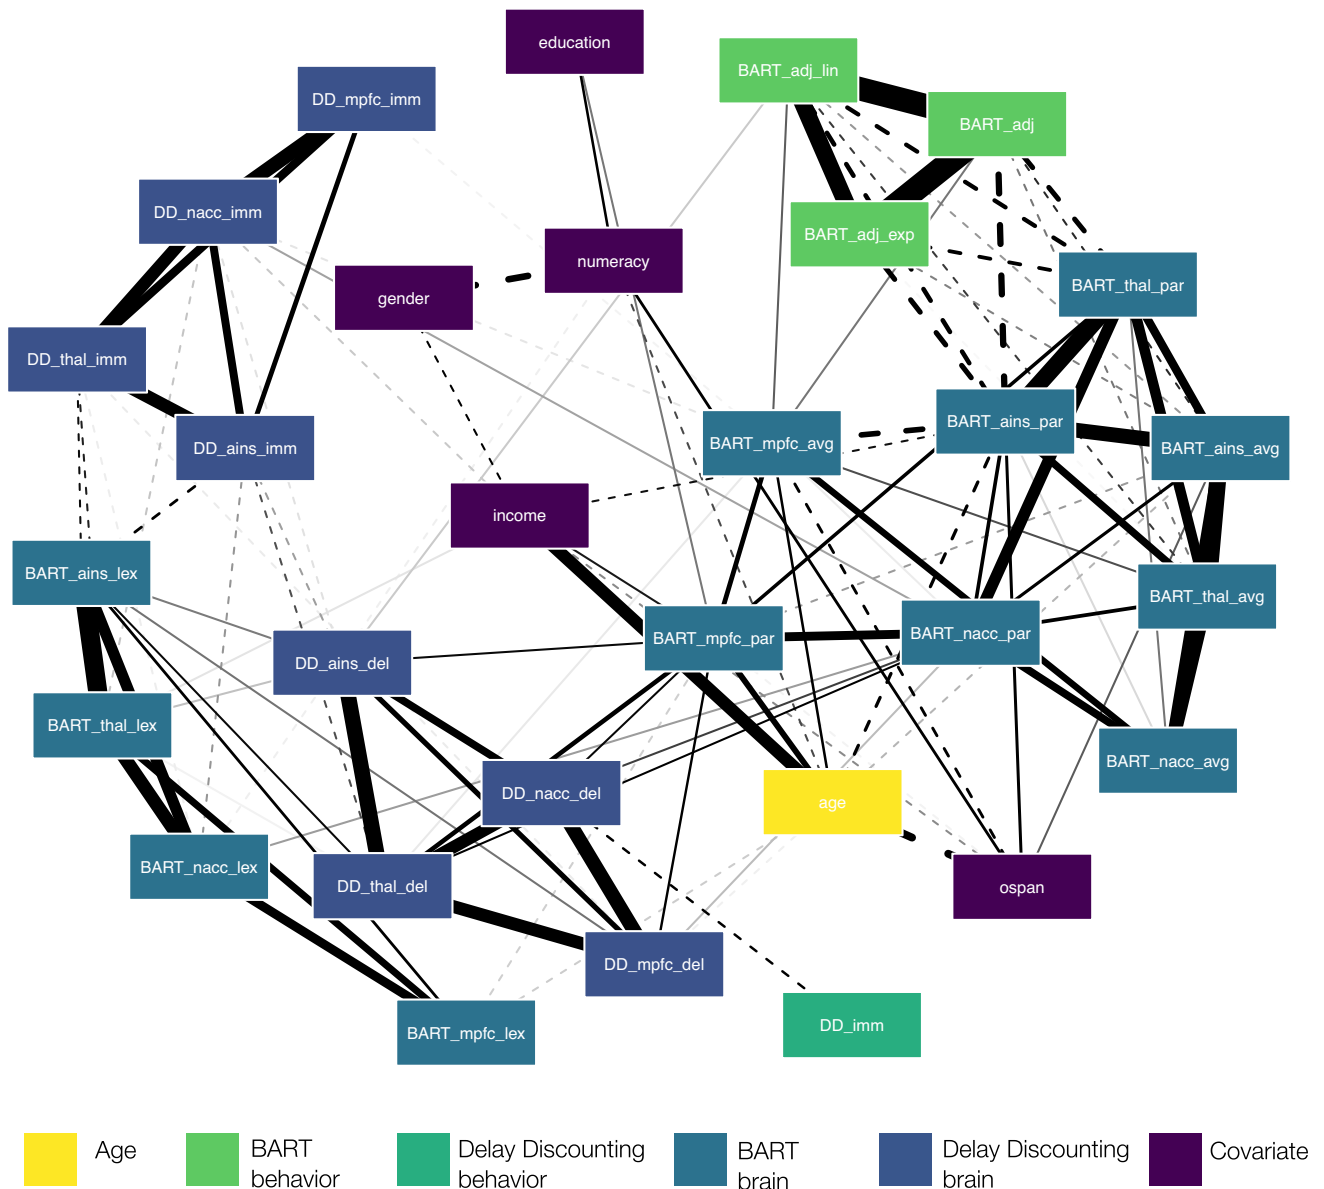 education
BART_adj_lin
DD_mpfc_imm
BART_adj
DD_nacc_imm
BART_adj_exp
numeracy
BART_thal_par
gender
DD_thal_imm
BART_ains_par
BART_mpfc_avg
DD_ains_imm
BART_ains_avg
income
BART_ains_lex
BART_thal_avg
BART_nacc_par
BART_mpfc_par
DD_ains_del
BART_thal_lex
BART_nacc_avg
DD_nacc_del
age
BART_nacc_lex
DD_thal_del
ospan
DD_mpfc_del
DD_imm
BART_mpfc_lex
Age
BART
behavior
Delay Discounting
behavior
BART
brain
Delay Discounting
brain
Covariate